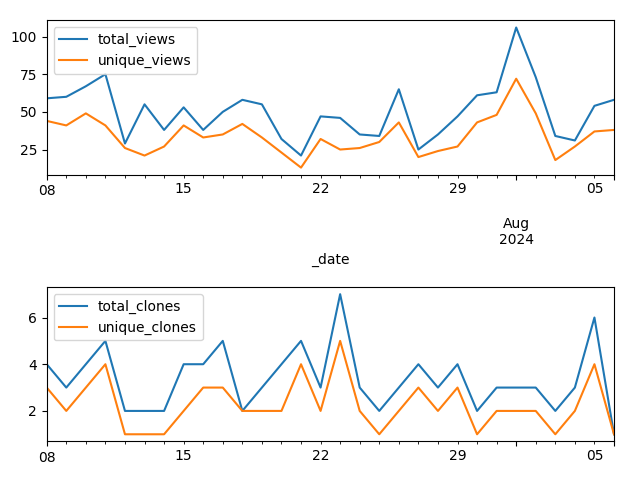 total_views
unique_views
100
75
50
25
08 15 22 29 05
Aug
2024
_date
total_clones
unique_clones
6
4
2
08 15 22 29 05